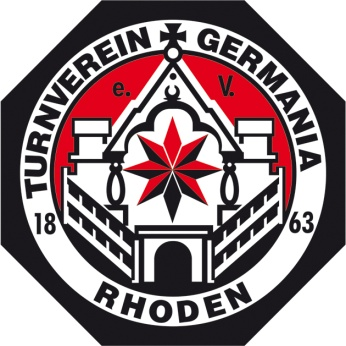 TURNVEREIN GERMANIA
e. V.
18 63
RHODEN